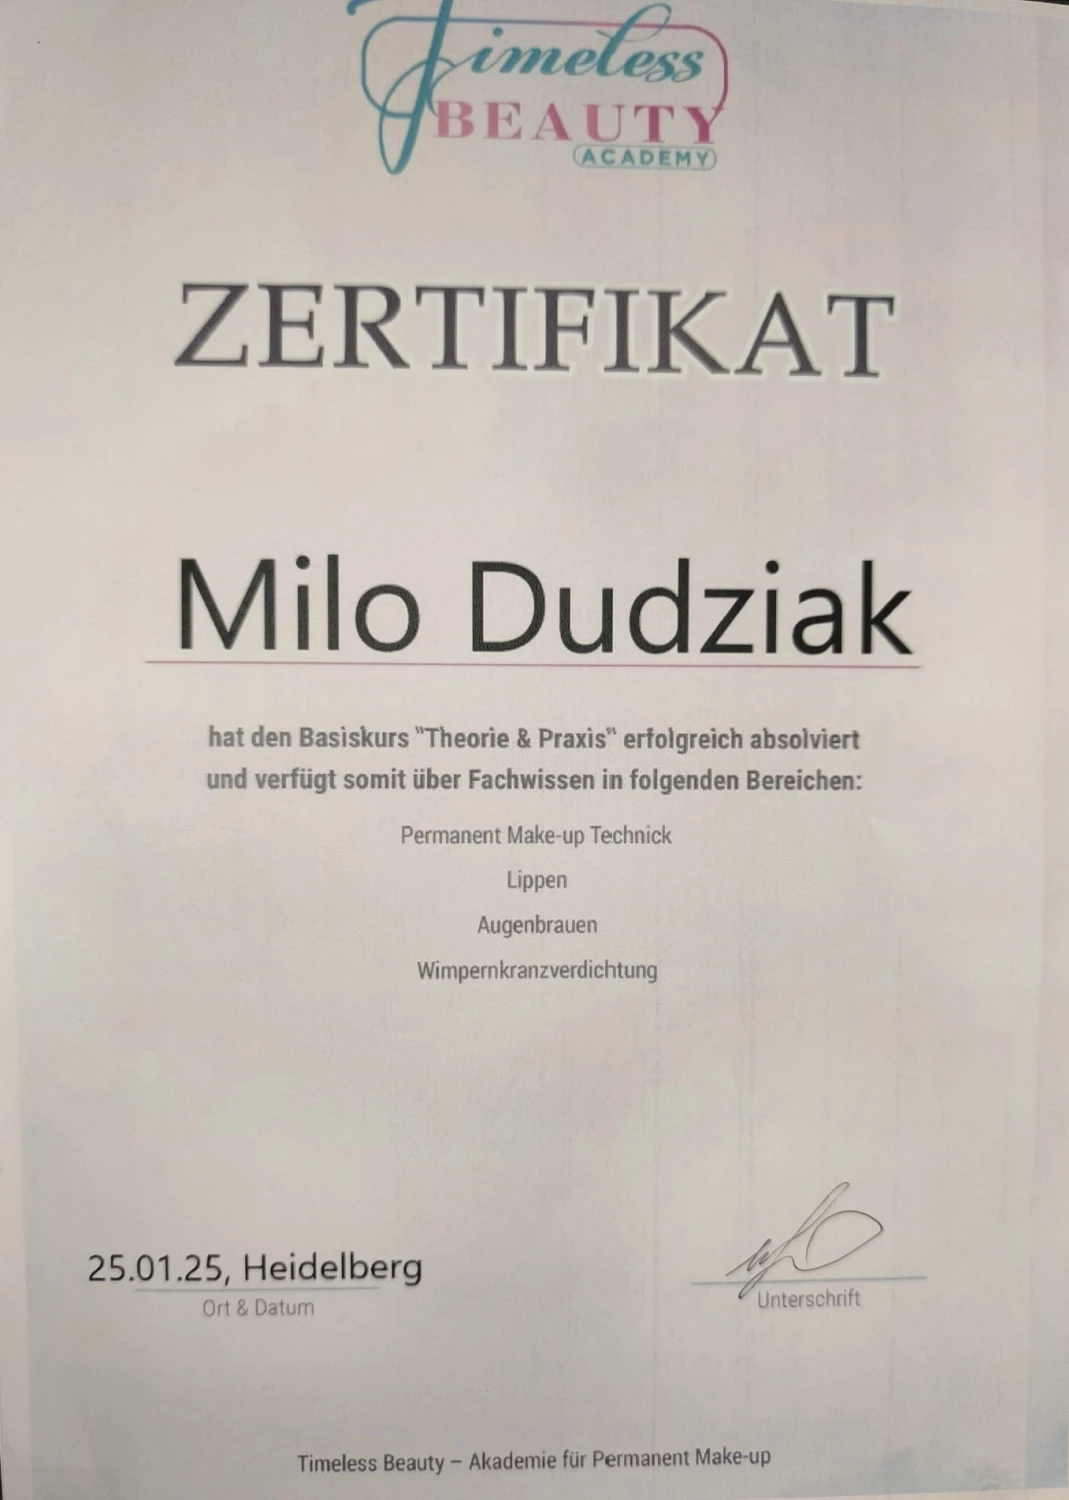 Timeless
BEAUTY
ACADEMY
ZERTIFIKAT
Milo Dudziak
hat den Basiskurs "Theorie & Praxis" erfolgreich absolviert
und verfügt somit über Fachwissen in folgenden Bereichen:
Permanent Make-up Technick
Lippen
Augenbrauen
Wimpernkranzverdichtung
25.01.25, Heidelberg
Ort & Datum
Unterschrift
Timeless Beauty – Akademie für Permanent Make-up